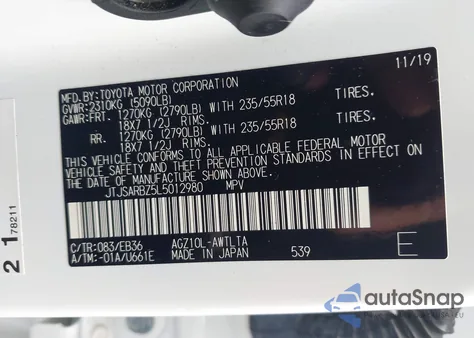 MFD.BY:TOYOTA MOTOR CORPORATION 11/19
GVWR:2310KG (5090LB)
GAWR:FRT. 1270KG (2790LB) WITH 235/55R18 TIRES.
18X7 1/2J RIMS.
RR. 1270KG (2790LB) WITH 235/55R18 TIRES.
18X7 1/2J RIMS.
THIS VEHICLE CONFORMS TO ALL APPLICABLE FEDERAL MOTOR
VEHICLE SAFETY AND THEFT PREVENTION STANDARDS IN EFFECT ON
THE DATE OF MANUFACTURE SHOWN ABOVE.
JTJSARBZ5L5012980 MPV
C/TR:083/EB36 AGZ10L-AWTLTA
A/TM:-01A/U661E MADE IN JAPAN 539 E
2 1 78211
autoSnap